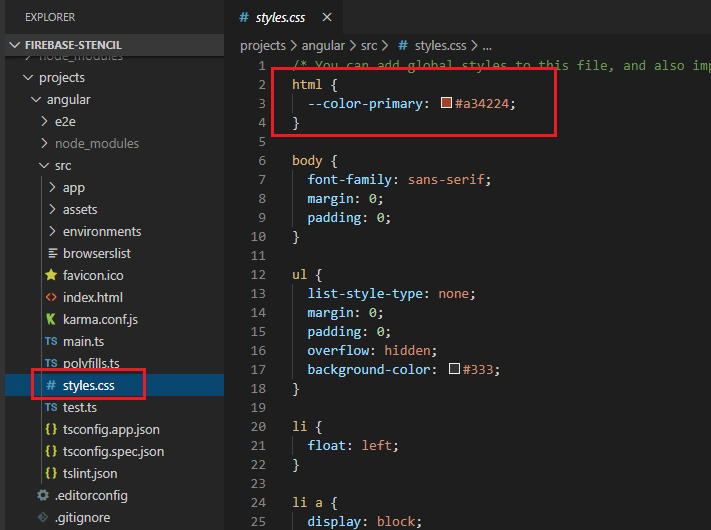 EXPLORER
FIREBASE-STENCIL
node_modules
projects
angular
e2e
node_modules
src
app
assets
environments
browserslist
favicon.ico
index.html
karma.conf.js
TS main.ts
TS polyfills.ts
# styles.css
TS test.ts
{} tsconfig.app.json
{} tsconfig.spec.json
{} tslint.json
.editorconfig
.gitignore
# styles.css ×
projects > angular > src > # styles.css > ...
1 /* You can add global styles to this file, and also imp
2 html {
3 --color-primary: #a34224;
4 }
5
6 body {
7 font-family: sans-serif;
8 margin: 0;
9 padding: 0;
10 }
11
12 ul {
13 list-style-type: none;
14 margin: 0;
15 padding: 0;
16 overflow: hidden;
17 background-color: #333;
18 }
19
20 li {
21 float: left;
22 }
23
24 li a {
25 display: block;